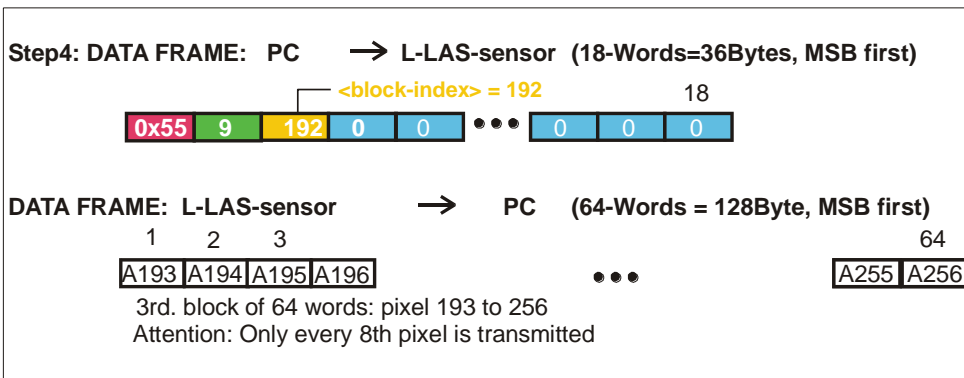 Step4: DATA FRAME: PC → L-LAS-sensor (18-Words=36Bytes, MSB first)
<block-index> = 192
18
0x55 9 192 0 0 ••• 0 0 0
DATA FRAME: L-LAS-sensor → PC (64-Words = 128Byte, MSB first)
1 2 3 64
A193 A194 A195 A196 ••• A255 A256
3rd. block of 64 words: pixel 193 to 256
Attention: Only every 8th pixel is transmitted